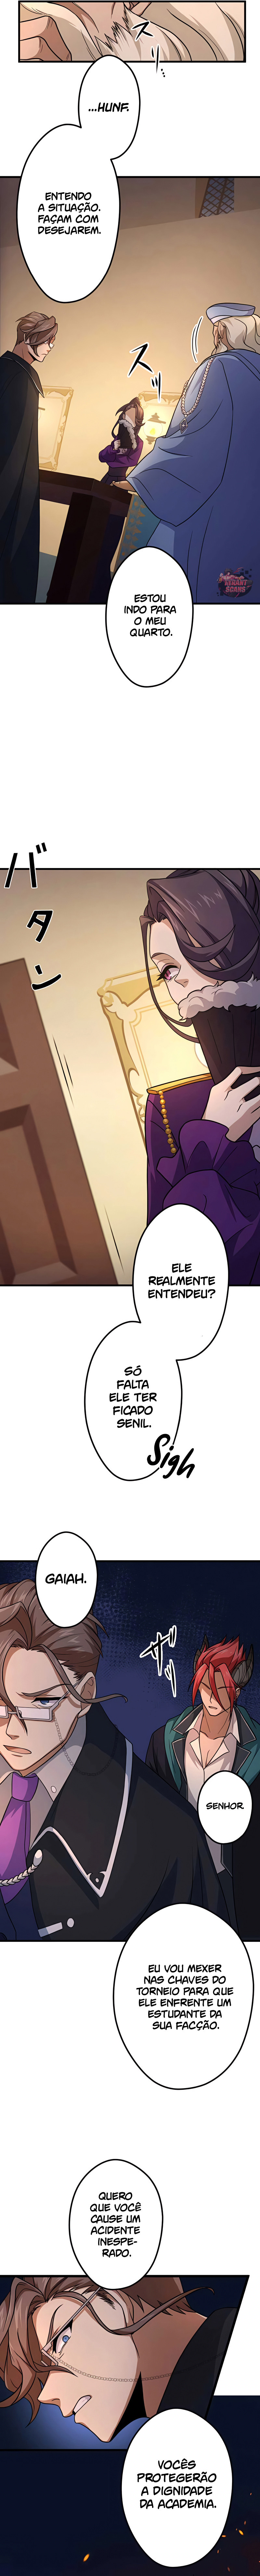 ス
...HUNF.
ENTENDO
A SITUAÇÃO.
FAÇAM COM
DESEJAREM.
ス
ESTOU
INDO PARA
O MEU
QUARTO.
バ
タ
ン
ELE
REALMENTE
ENTENDEU?
SÓ
FALTA
ELE TER
FICADO
SENIL.
Sigh
GAIAH.
ザッ
SENHOR.
EU VOU MEXER
NAS CHAVES DO
TORNEIO PARA QUE
ELE ENFRENTE UM
ESTUDANTE DA
SUA FACÇÃO.
QUERO
QUE VOCÊ
CAUSE UM
ACIDENTE
INESPE-
RADO.
VOCÊS
PROTEGERÃO
A DIGNIDADE
DA ACADEMIA.